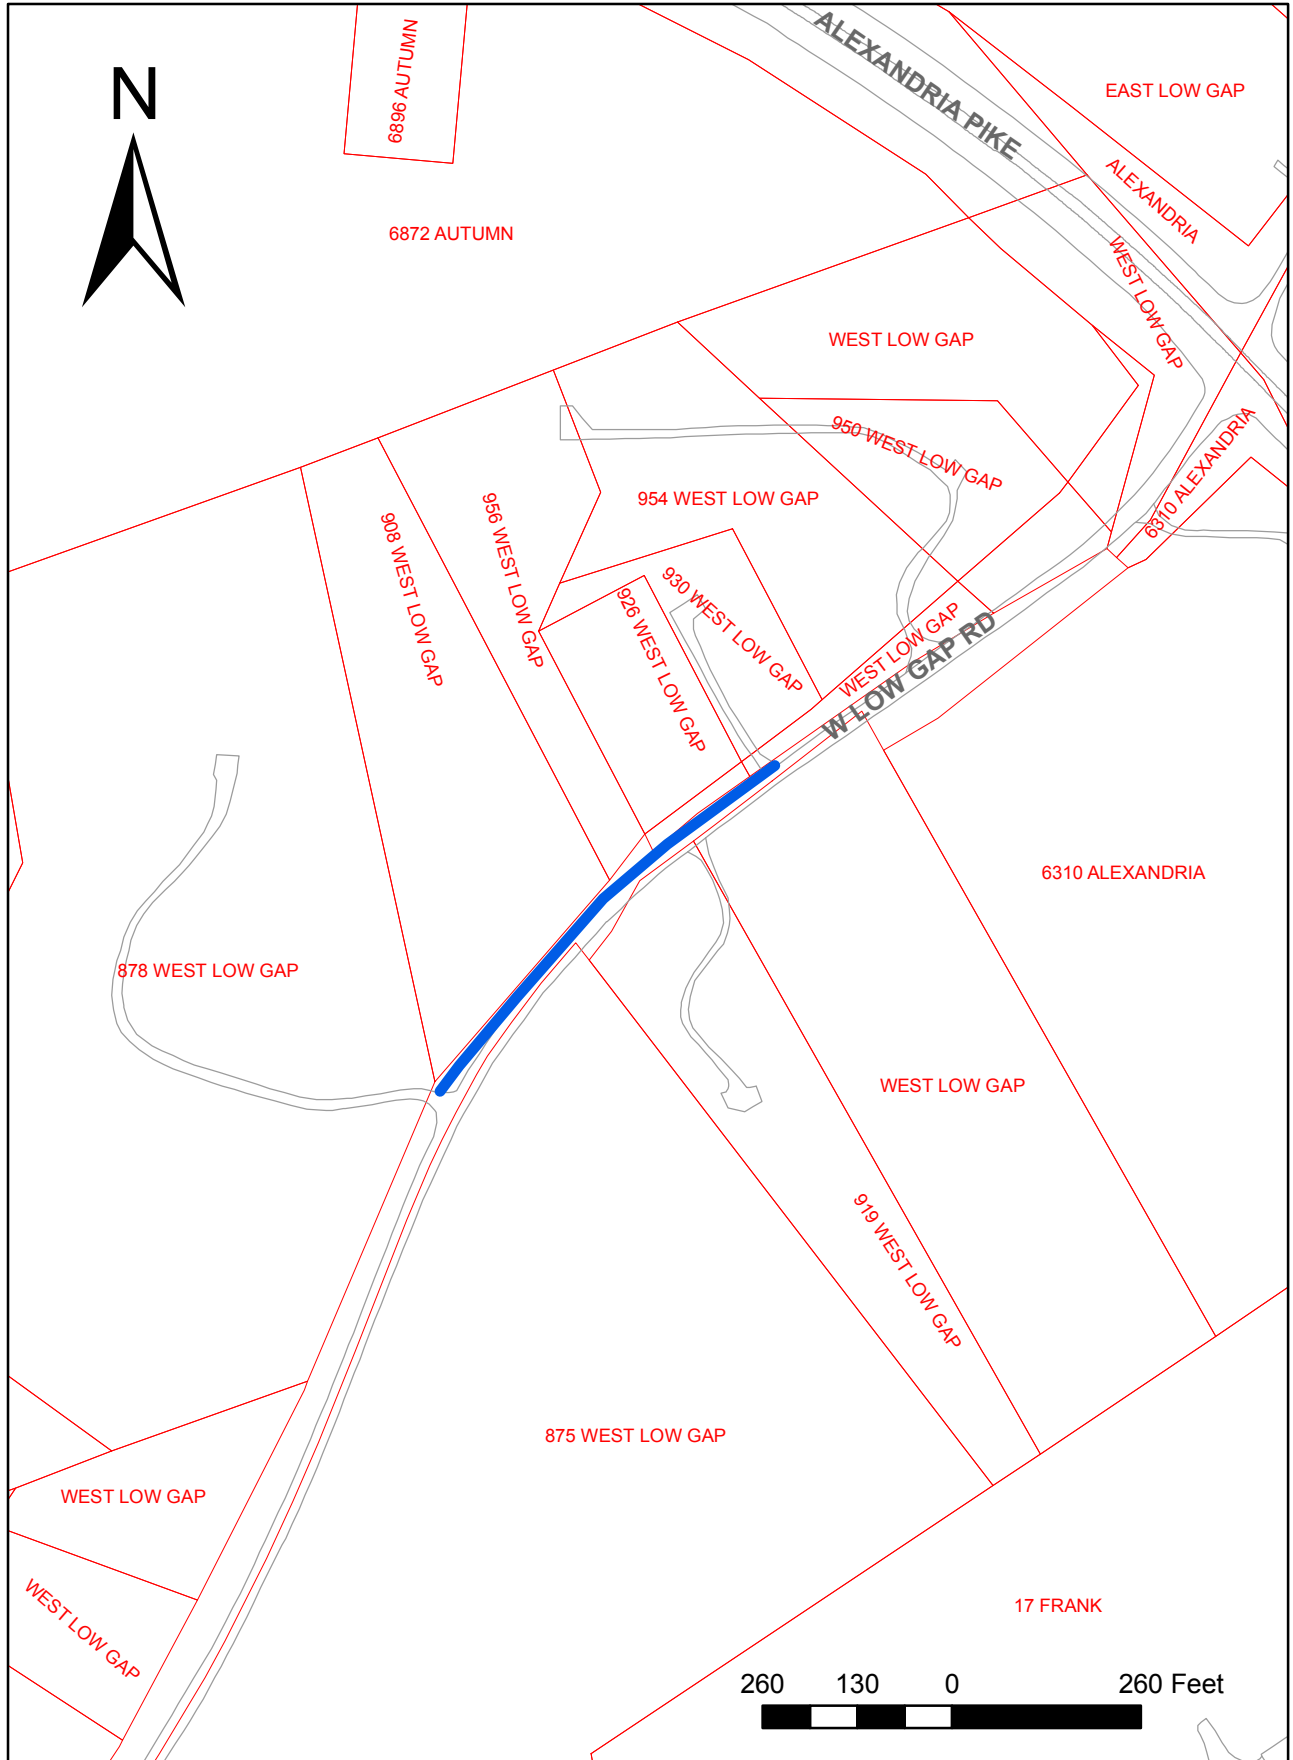 N
6896 AUTUMN
ALEXANDRIA PIKE
EAST LOW GAP
ALEXANDRIA
6872 AUTUMN
WEST LOW GAP
WEST LOW GAP
950 WEST LOW GAP
6310 ALEXANDRIA
954 WEST LOW GAP
956 WEST LOW GAP
908 WEST LOW GAP
930 WEST LOW GAP
926 WEST LOW GAP
WEST LOW GAP
W LOW GAP RD
6310 ALEXANDRIA
878 WEST LOW GAP
WEST LOW GAP
919 WEST LOW GAP
875 WEST LOW GAP
WEST LOW GAP
WEST LOW GAP
17 FRANK
260 130 0 260 Feet